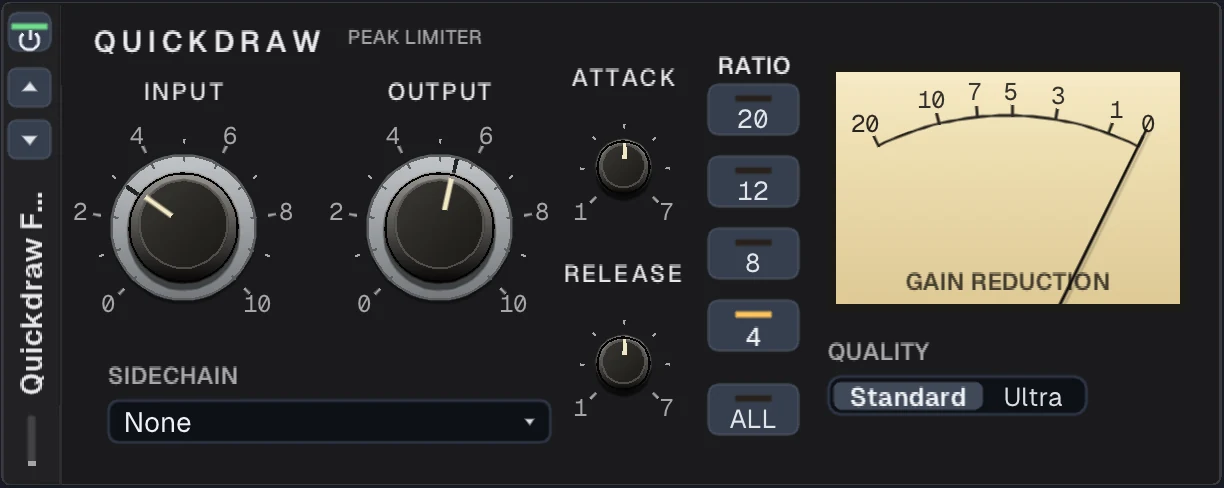 Quickdraw F...
QUICKDRAW PEAK LIMITER
INPUT
0 2 4 6 8 10
OUTPUT
0 2 4 6 8 10
SIDECHAIN
None
ATTACK
1 7
RELEASE
1 7
RATIO
20
12
8
4
ALL
20 10 7 5 3 1 0
GAIN REDUCTION
QUALITY
Standard Ultra